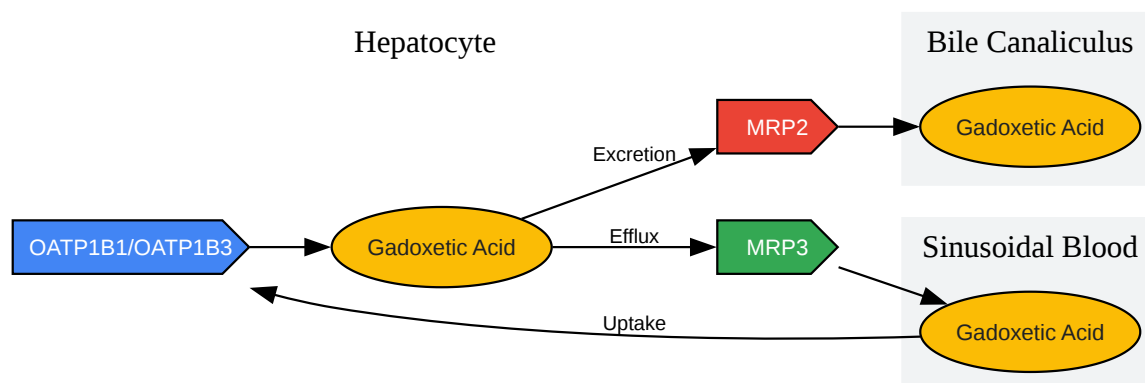 Hepatocyte
Bile Canaliculus
MRP2
Gadoxetic Acid
Excretion
OATP1B1/OATP1B3
Gadoxetic Acid
Efflux
MRP3
Sinusoidal Blood
Uptake
Gadoxetic Acid